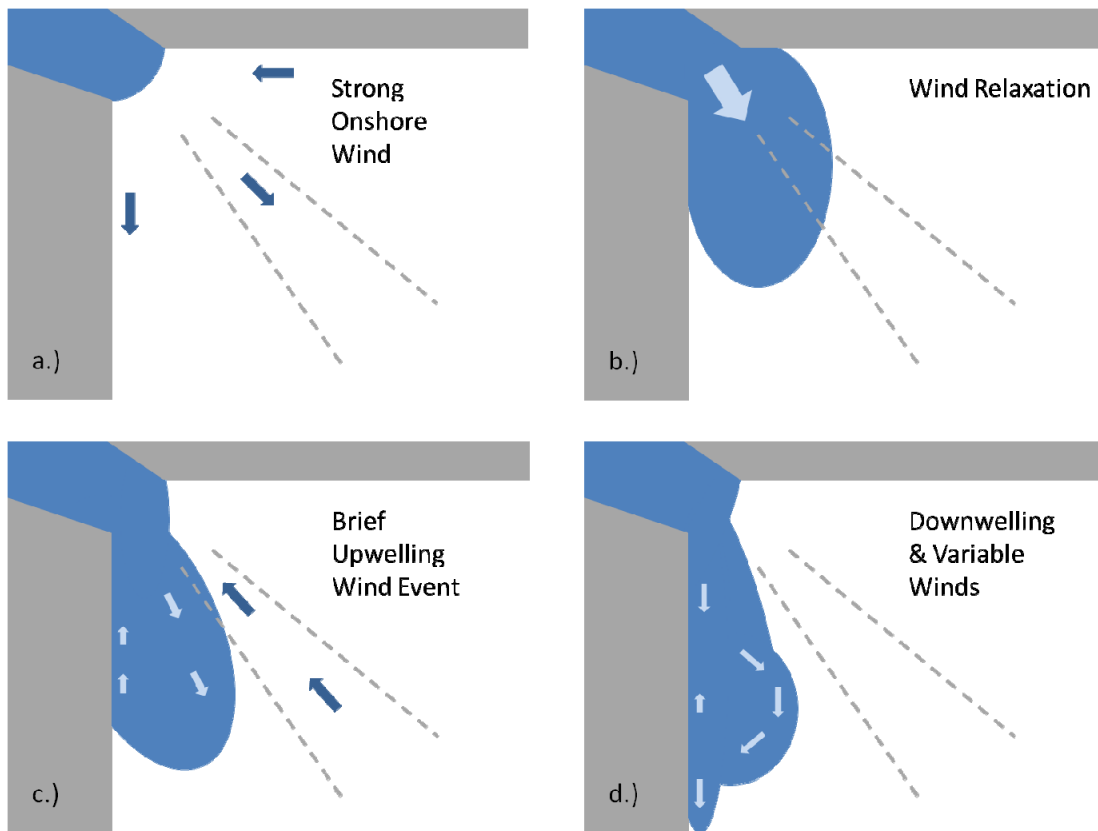 Strong
Onshore
Wind
a.)
Wind Relaxation
b.)
Brief
Upwelling
Wind Event
c.)
Downwelling
& Variable
Winds
d.)